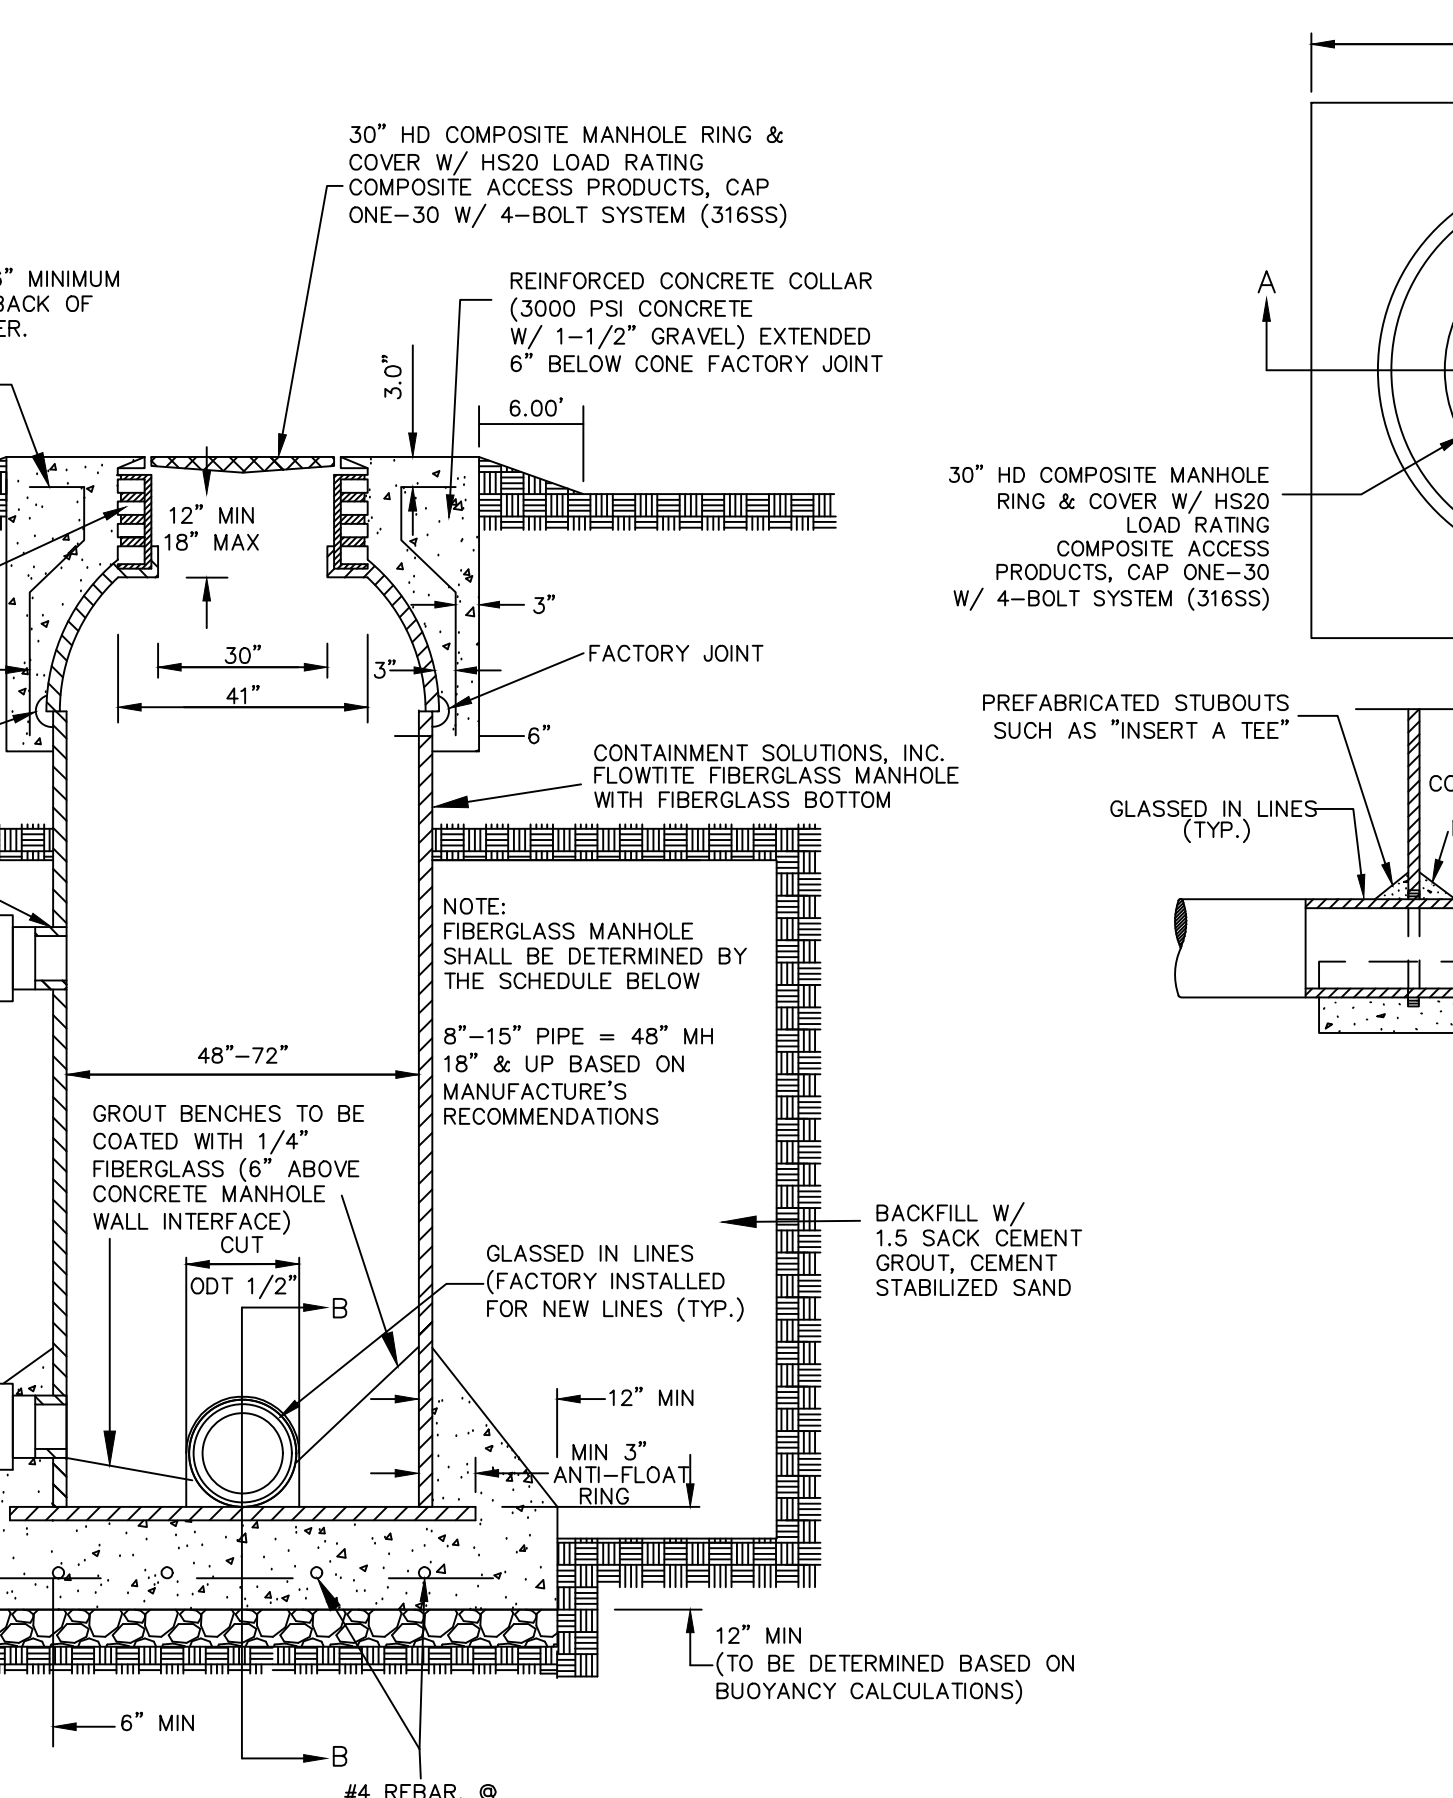 30" HD COMPOSITE MANHOLE RING &
COVER W/ HS20 LOAD RATING
COMPOSITE ACCESS PRODUCTS, CAP
ONE-30 W/ 4-BOLT SYSTEM (316SS)
6" MINIMUM
BACK OF
REINFORCED CONCRETE COLLAR
(3000 PSI CONCRETE
W/ 1-1/2" GRAVEL) EXTENDED
6" BELOW CONE FACTORY JOINT
3.0"
6.00'
A
12" MIN
18" MAX
30" HD COMPOSITE MANHOLE
RING & COVER W/ HS20
LOAD RATING
COMPOSITE ACCESS
PRODUCTS, CAP ONE-30
W/ 4-BOLT SYSTEM (316SS)
3"
30"
3"
FACTORY JOINT
41"
6"
PREFABRICATED STUBOUTS
SUCH AS "INSERT A TEE"
CONTAINMENT SOLUTIONS, INC.
FLOWTITE FIBERGLASS MANHOLE
WITH FIBERGLASS BOTTOM
GLASSED IN LINES
(TYP.)
NOTE:
FIBERGLASS MANHOLE
SHALL BE DETERMINED BY
THE SCHEDULE BELOW
8"-15" PIPE = 48" MH
18" & UP BASED ON
MANUFACTURE'S
RECOMMENDATIONS
48"-72"
GROUT BENCHES TO BE
COATED WITH 1/4"
FIBERGLASS (6" ABOVE
CONCRETE MANHOLE
WALL INTERFACE)
CUT
ODT 1/2"
B
GLASSED IN LINES
(FACTORY INSTALLED
FOR NEW LINES (TYP.)
BACKFILL W/
1.5 SACK CEMENT
GROUT, CEMENT
STABILIZED SAND
12" MIN
MIN 3"
ANTI-FLOAT
RING
12" MIN
(TO BE DETERMINED BASED ON
BUOYANCY CALCULATIONS)
6" MIN
B
#4 REBAR, @